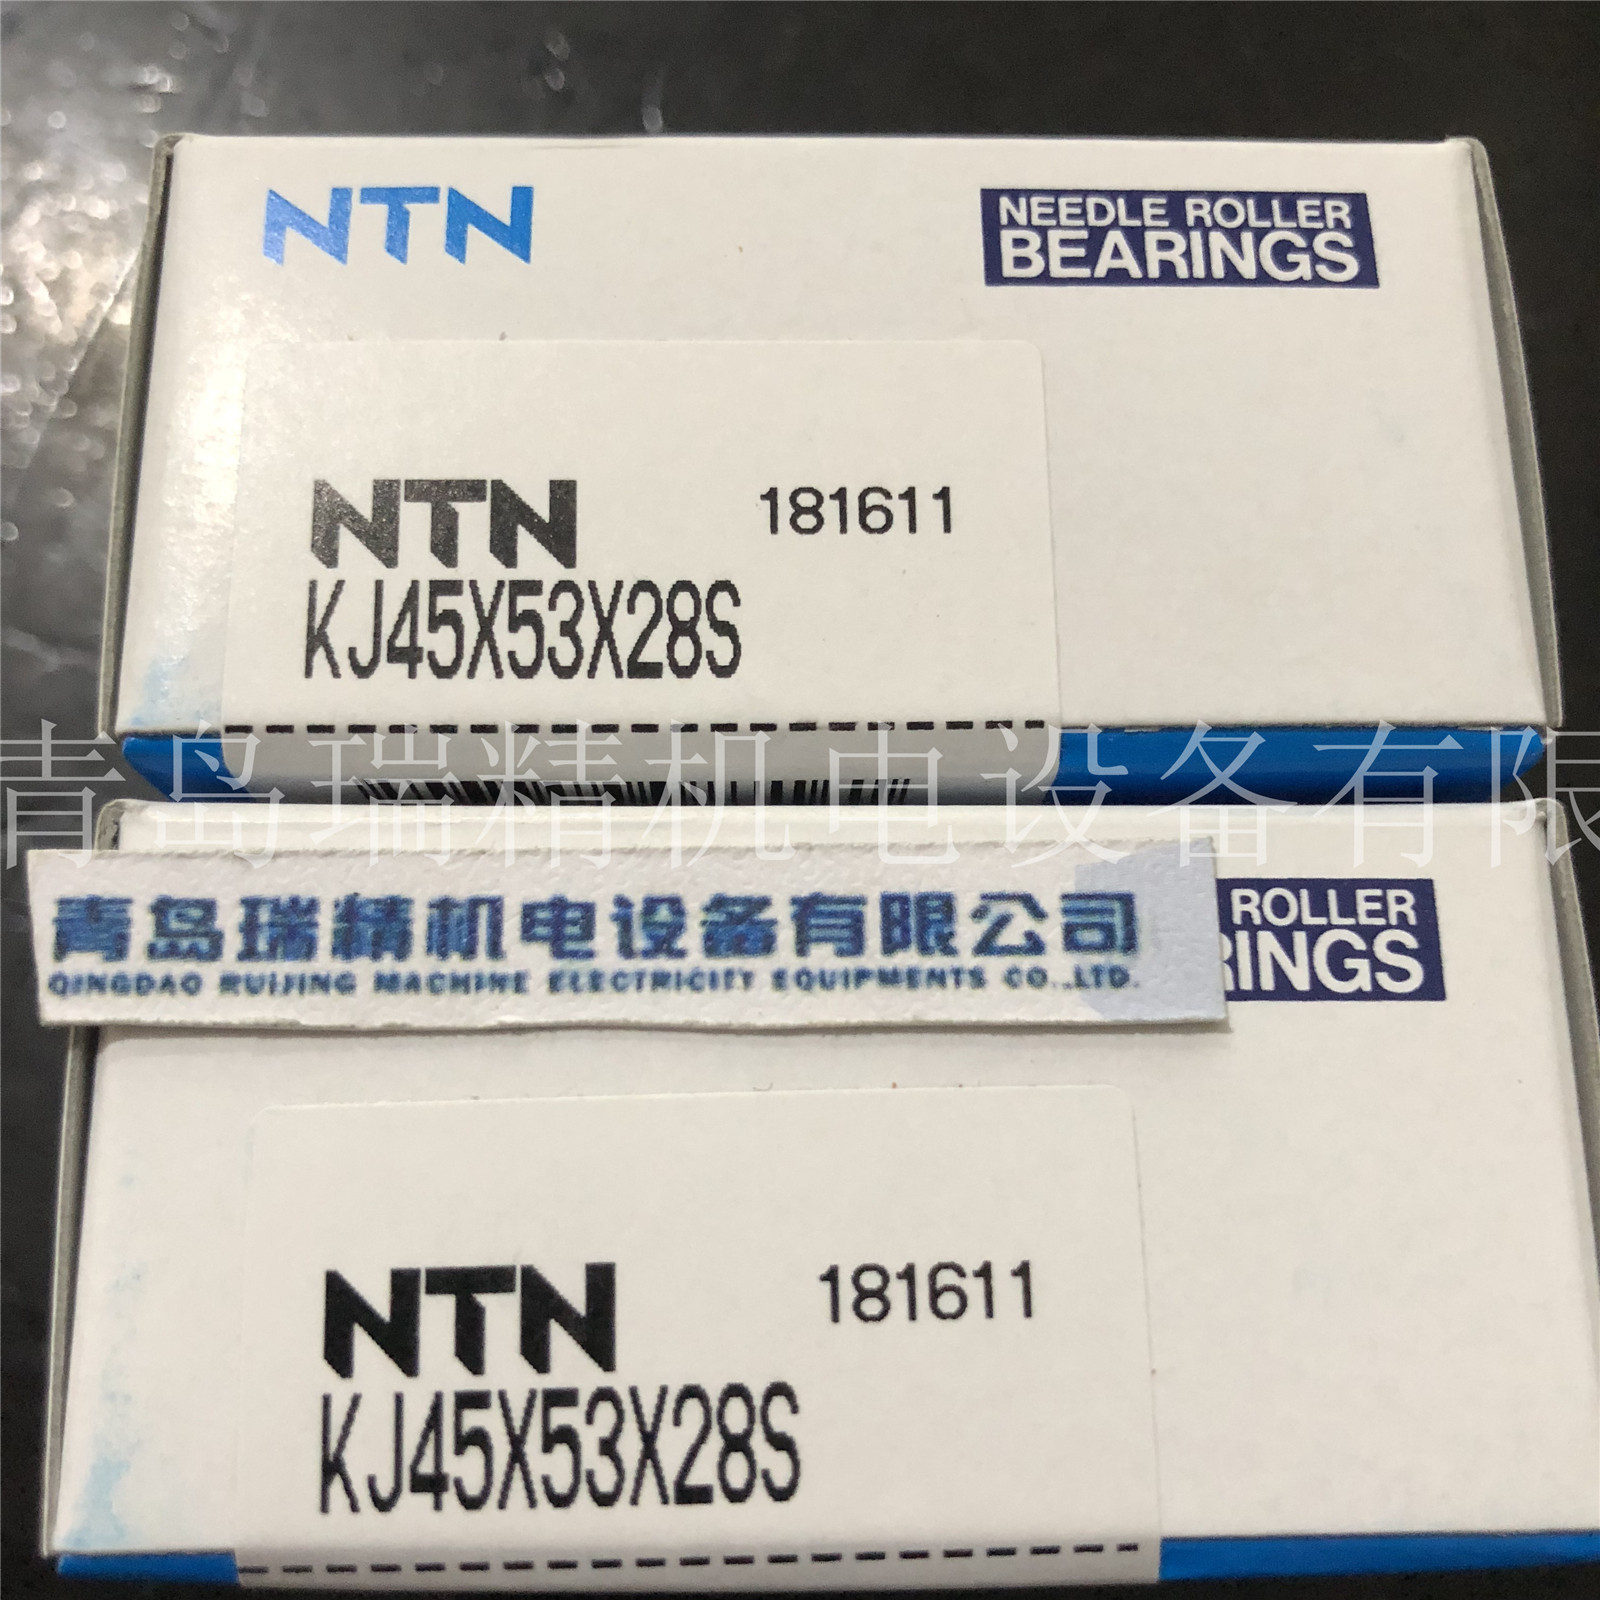 NTN
NEEDLE ROLLER
BEARINGS
NTN 181611
KJ45X53X28S
青岛瑞精机电设备有限
青岛瑞精机电设备有限公司
QINGDAO RUIJING MACHINE ELECTRICITY EQUIPMENTS CO.,LTD.
ROLLER
RINGS
NTN 181611
KJ45X53X28S